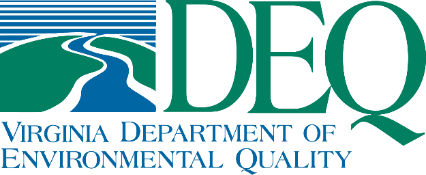 DEQ
VIRGINIA DEPARTMENT OF
ENVIRONMENTAL QUALITY